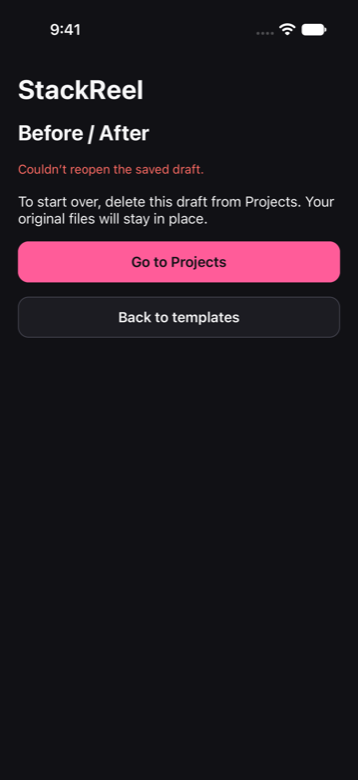 9:41
StackReel
Before / After
Couldn't reopen the saved draft.
To start over, delete this draft from Projects. Your
original files will stay in place.
Go to Projects
Back to templates